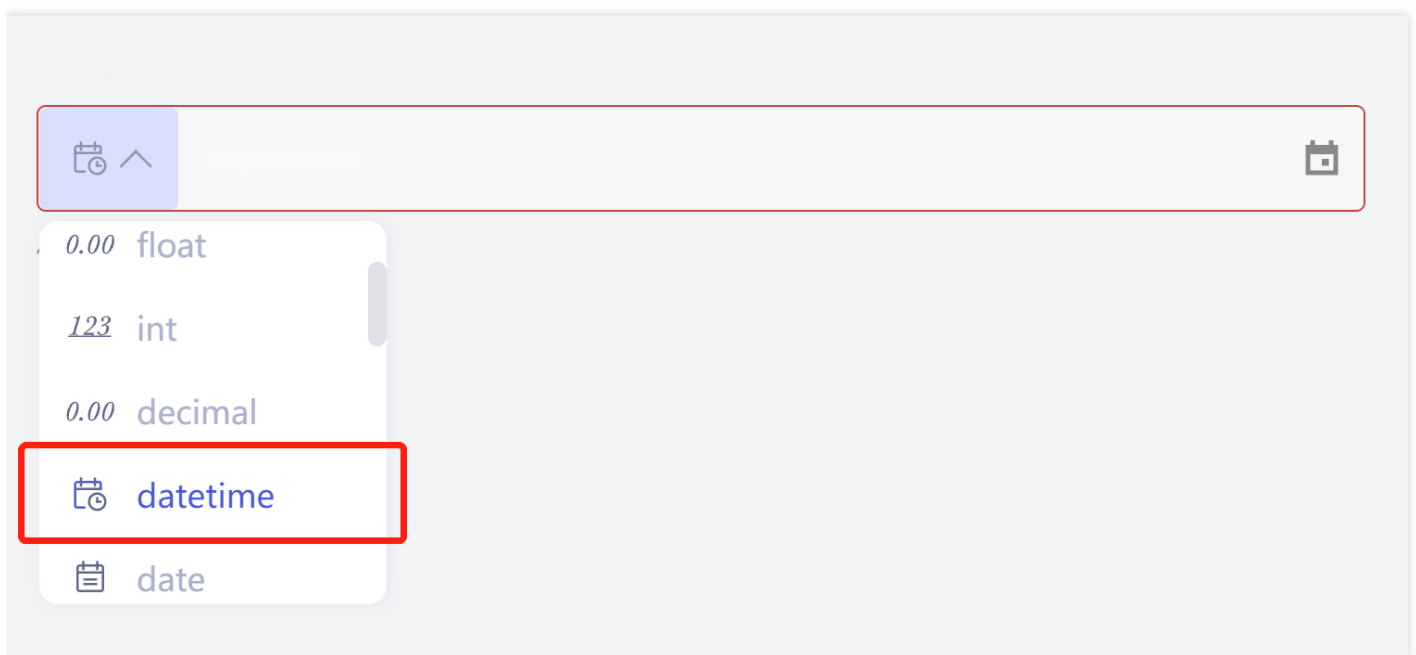 0.00 float
123 int
0.00 decimal
datetime
date